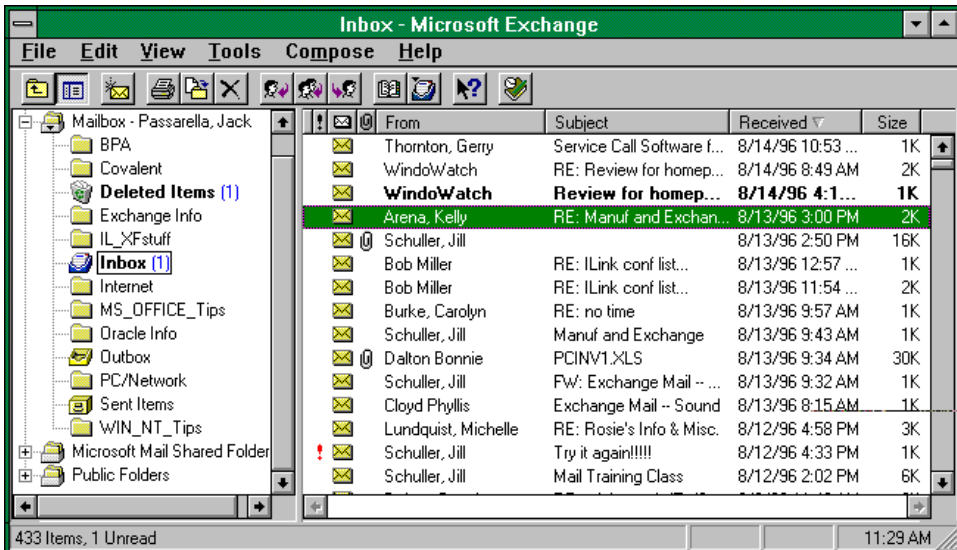 Inbox - Microsoft Exchange
File Edit View Tools Compose Help
Mailbox - Passarella, Jack
BPA
Covalent
Deleted Items (1)
Exchange Info
IL_XFstuff
Inbox (1)
Internet
MS_OFFICE_Tips
Oracle Info
Outbox
PC/Network
Sent Items
WIN_NT_Tips
Microsoft Mail Shared Folder
Public Folders
! From Subject Received Size
Thornton, Gerry Service Call Software f... 8/14/96 10:53 ... 1K
WindoWatch RE: Review for homep... 8/14/96 8:49 AM 2K
WindoWatch Review for homep... 8/14/96 4:1... 1K
Arena, Kelly RE: Manuf and Exchan... 8/13/96 3:00 PM 2K
Schuller, Jill 8/13/96 2:50 PM 16K
Bob Miller RE: ILink conf list... 8/13/96 12:57 ... 1K
Bob Miller RE: ILink conf list... 8/13/96 11:54 ... 2K
Burke, Carolyn RE: no time 8/13/96 9:57 AM 1K
Schuller, Jill Manuf and Exchange 8/13/96 9:43 AM 1K
Dalton Bonnie PCINV1.XLS 8/13/96 9:34 AM 30K
Schuller, Jill FW: Exchange Mail -- ... 8/13/96 9:32 AM 1K
Cloyd Phyllis Exchange Mail -- Sound 8/13/96 8:15 AM 1K
Lundquist, Michelle RE: Rosie's Info & Misc. 8/12/96 4:58 PM 3K
! Schuller, Jill Try it again!!!!! 8/12/96 4:33 PM 1K
Schuller, Jill Mail Training Class 8/12/96 2:02 PM 6K
433 Items, 1 Unread 11:29 AM